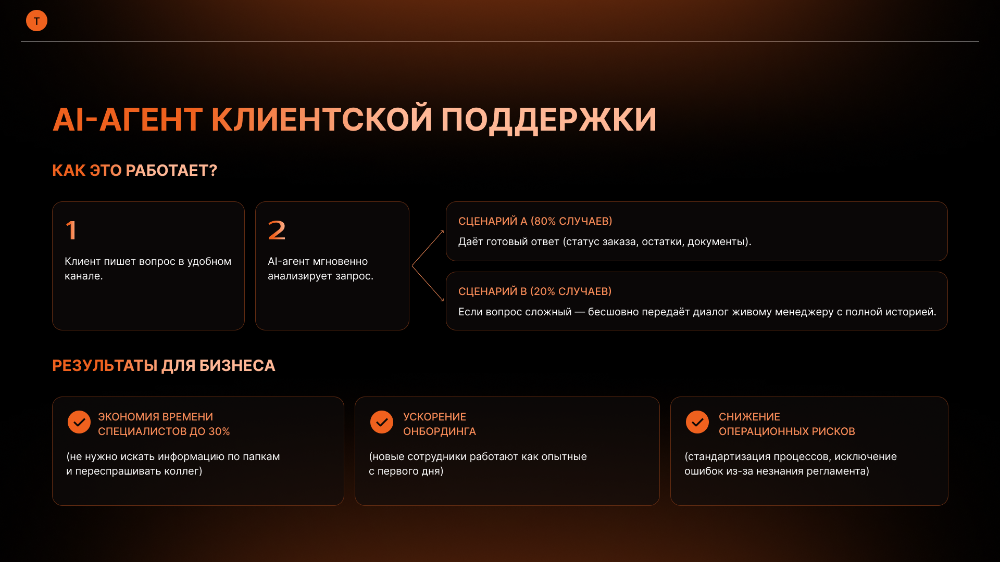 T
AI-АГЕНТ КЛИЕНТСКОЙ ПОДДЕРЖКИ
КАК ЭТО РАБОТАЕТ?
1
Клиент пишет вопрос в удобном
канале.
2
AI-агент мгновенно
анализирует запрос.
СЦЕНАРИЙ А (80% СЛУЧАЕВ)
Даёт готовый ответ (статус заказа, остатки, документы).
СЦЕНАРИЙ В (20% СЛУЧАЕВ)
Если вопрос сложный — бесшовно передаёт диалог живому менеджеру с полной историей.
РЕЗУЛЬТАТЫ ДЛЯ БИЗНЕСА
ЭКОНОМИЯ ВРЕМЕНИ
СПЕЦИАЛИСТОВ ДО 30%
(не нужно искать информацию по папкам
и переспрашивать коллег)
УСКОРЕНИЕ
ОНБОРДИНГА
(новые сотрудники работают как опытные
с первого дня)
СНИЖЕНИЕ
ОПЕРАЦИОННЫХ РИСКОВ
(стандартизация процессов, исключение
ошибок из-за незнания регламента)